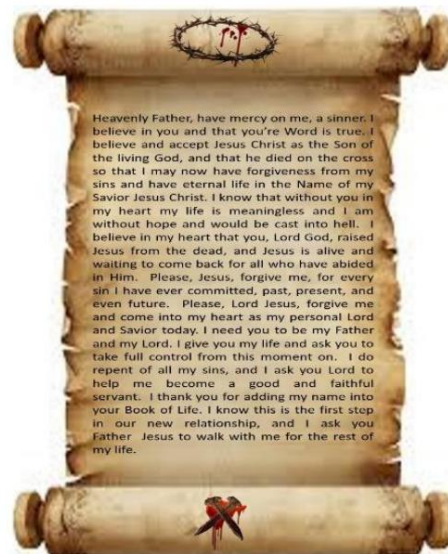 Heavenly Father, have mercy on me, a sinner. I
believe in you and that you're Word is true. I
believe and accept Jesus Christ as the Son of
the living God, and that he died on the cross
so that I may now have forgiveness from my
sins and have eternal life in the Name of my
Savior Jesus Christ. I know that without you in
my heart my life is meaningless and I am
without hope and would be cast into hell. I
believe in my heart that you, Lord God, raised
Jesus from the dead, and Jesus is alive and
waiting to come back for all who have abided
in Him. Please, Jesus, forgive me, for every
sin I have ever committed, past, present, and
even future. Please, Lord Jesus, forgive me
and come into my heart as my personal Lord
and Savior today. I need you to be my Father
and my Lord. I give you my life and ask you to
take full control from this moment on. I do
repent of all my sins, and I ask you Lord to
help me become a good and faithful
servant. I thank you for adding my name into
your Book of Life. I know this is the first step
in our new relationship, and I ask you
Father Jesus to walk with me for the rest of
my life.